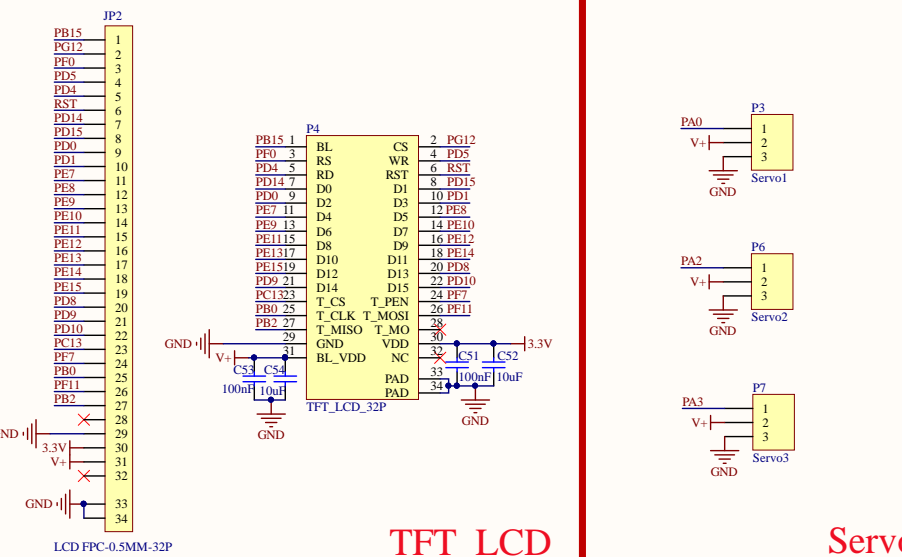 JP2
PB15 1
PG12 2
PF0 3
PD5 4
PD4 5
RST 6
PD14 7
PD15 8
PD0 9
PD1 10
PE7 11
PE8 12
PE9 13
PE10 14
PE11 15
PE12 16
PE13 17
PE14 18
PE15 19
PD8 20
PD9 21
PD10 22
PC13 23
PF7 24
PB0 25
PF11 26
PB2 27
28
ND 29
3.3V 30
V+ 31
32
GND 33
34
LCD FPC-0.5MM-32P
P4
PB15 1 BL CS 2 PG12
PF0 3 RS WR 4 PD5
PD4 5 RD RST 6 RST
PD14 7 D0 D1 8 PD15
PD0 9 D2 D3 10 PD1
PE7 11 D4 D5 12 PE8
PE9 13 D6 D7 14 PE10
PE11 15 D8 D9 16 PE12
PE13 17 D10 D11 18 PE14
PE15 19 D12 D13 20 PD8
PD9 21 D14 D15 22 PD10
PC13 23 T_CS T_PEN 24 PF7
PB0 25 T_CLK T_MOSI 26 PF11
PB2 27 T_MISO T_MO 28
GND 29 GND VDD 30 3.3V
V+ 31 BL_VDD NC 32
C53 C54 C51 C52
100nF 10uF 100nF 10uF
PAD 33
PAD 34
TFT_LCD_32P
GND GND
TFT LCD
P3
PA0 1
V+ 2
3
GND Servo1
P6
PA2 1
V+ 2
3
GND Servo2
P7
PA3 1
V+ 2
3
GND Servo3
Servo